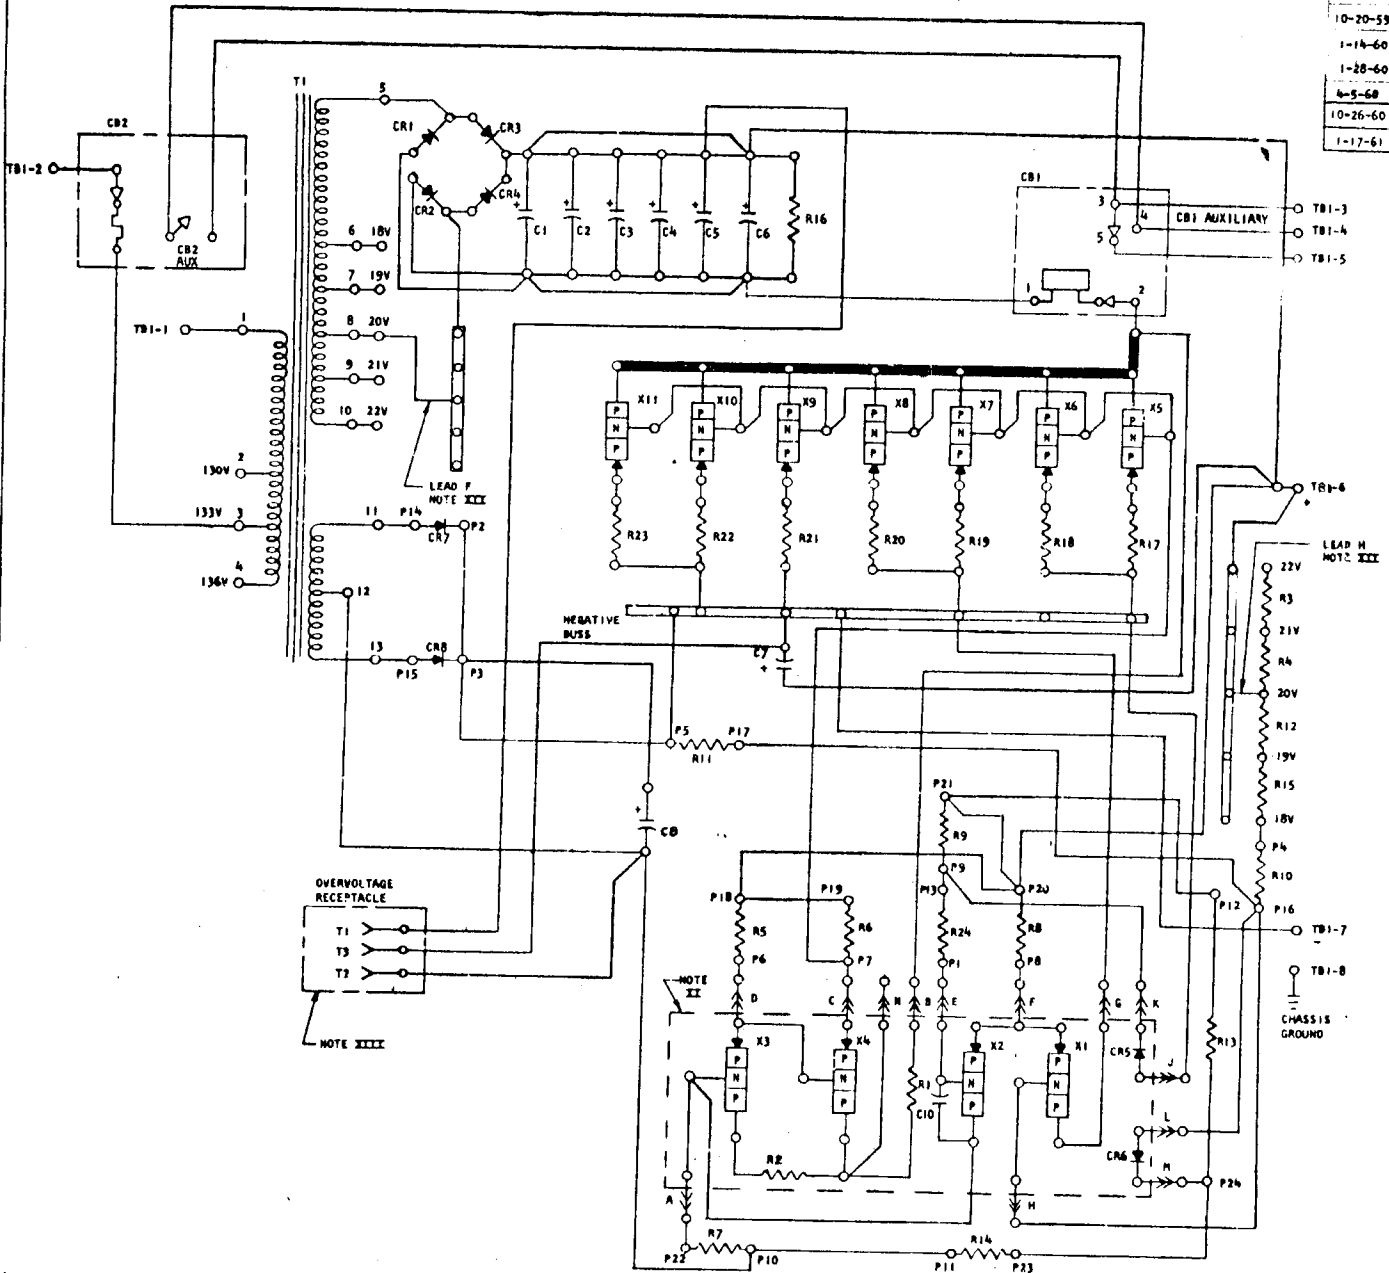 10-20-59
1-14-60
1-28-60
4-5-60
10-26-60
1-17-61
T1
5
CB2
CR1
CR3
TB1-2
CB1
CR2
CR4
3
TB1-3
4
CB1 AUXILIARY
+ + + + + +
C1 C2 C3 C4 C5 C6
R16
6 18V
5
TB1-4
CB2
AUX
TB1-5
7 19V
1
2
TB1-1
1
8 20V
9 21V
10 22V
X11 X10 X9 X8 X7 X6 X5
P P P P P P P
N N N N N N N
P P P P P P P
2
130V
LEAD F
NOTE XII
TB1-6
+
133V
3
11 P14
CR7
P2
R23 R22 R21 R20 R19 R18 R17
LEAD H
NOTE XII
22V
4
136V
12
R3
NEGATIVE
BUSS
21V
C7
+
R4
13
P15
CR8
P3
20V
P5
R11
P17
R12
19V
R15
P21
18V
+
C8
R9
P4
P9
R10
OVERVOLTAGE
RECEPTACLE
P18
P19
P13
P20
P12
P16
T1
R5
R6
R24
R8
TB1-7
-
T3
P6
P7
P1
P8
T2
NOTE
XI
TB1-8
D C N B E F G K
CHASSIS
GROUND
NOTE XIII
X3
X4
X2
X1
CR5
R13
P P P P
N N N N
P P P P
J
R1
C10
L
R2
CR6
M
P24
A
H
R7
R14
P22
P10
P11
P23